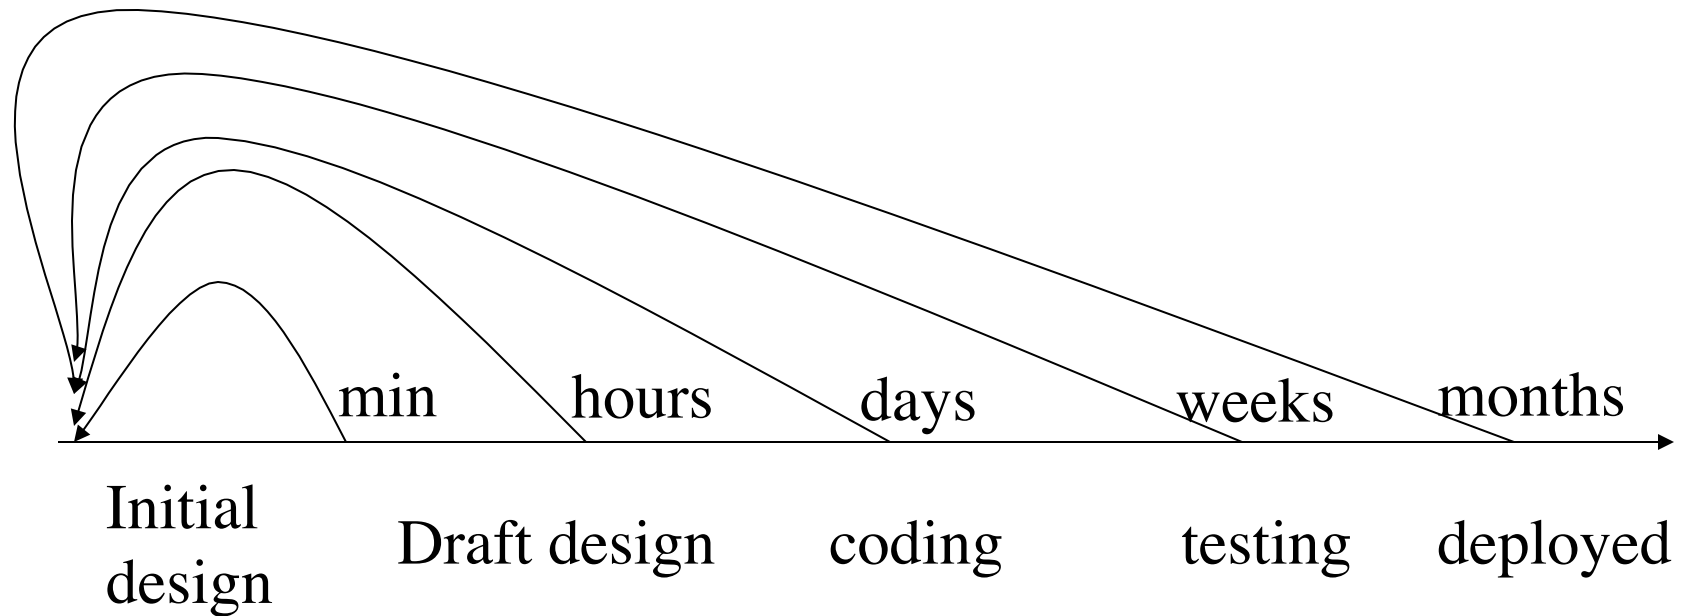 min hours days weeks months
Initial
design
Draft design coding testing deployed